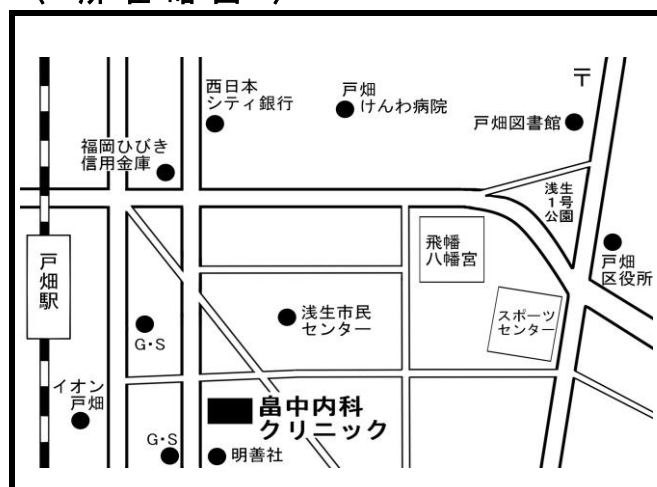 〒
西日本
シティ銀行
戸畑
けんわ病院
戸畑図書館
福岡ひびき
信用金庫
浅生
1号
公園
飛幡
八幡宮
戸畑
区役所
戸畑駅
浅生市民
センター
スポーツ
センター
G・S
イオン
戸畑
畠中内科
クリニック
G・S
明善社